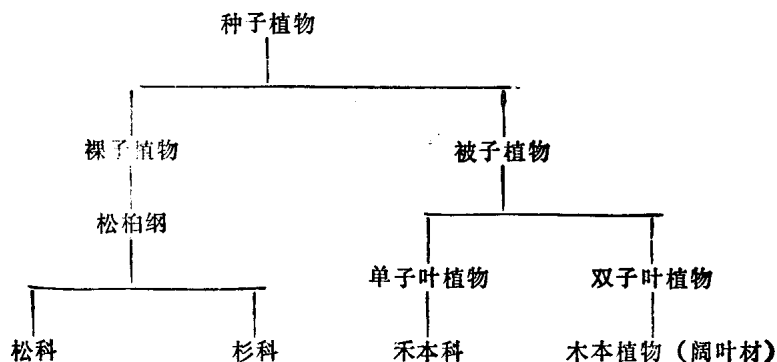 种子植物
裸子植物 被子植物
松柏纲
单子叶植物 双子叶植物
松科 杉科 禾本科 木本植物（阔叶材）